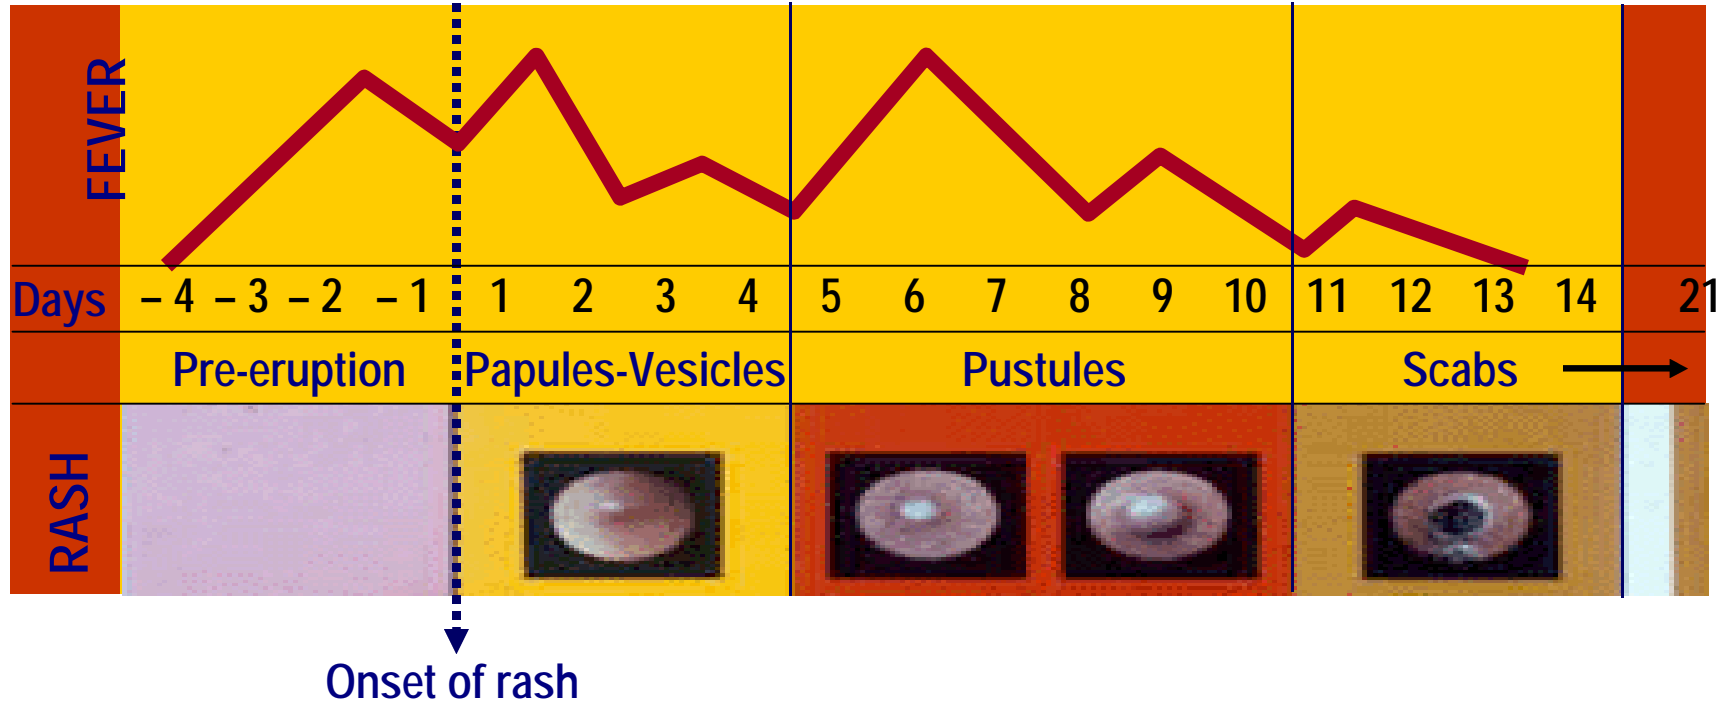 FEVER
Days – 4 – 3 – 2 – 1 1 2 3 4 5 6 7 8 9 10 11 12 13 14 21
Pre-eruption Papules-Vesicles Pustules Scabs
RASH
Onset of rash